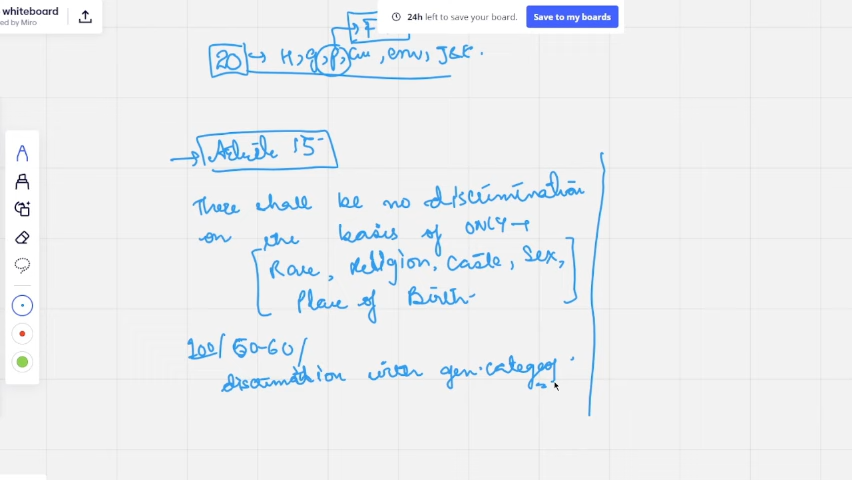 whiteboard
ed by Miro
24h left to save your board.
Save to my boards
F
20 → H, g, P, Cu, env, J&K.
→ Article 15
There shall be no discrimination
on the basis of ONLY →
[Race, Religion, Caste, Sex,
Place of Birth]
100/ 50-60/
discrimination with gen. category.